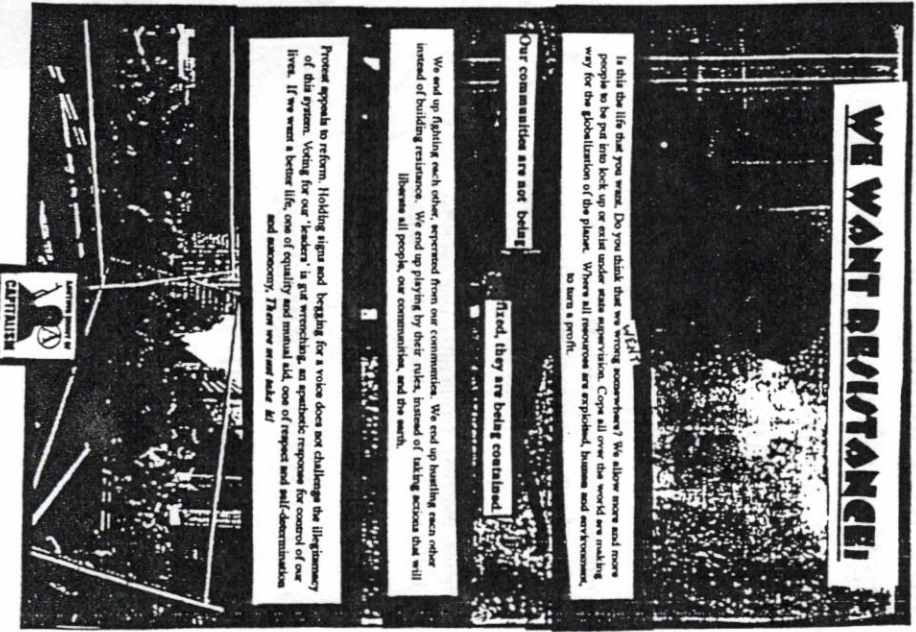 WE WANT RESISTANCE!
Is this the life that you want. Do you think that we wrong somewhere? We allow more and more
WENT
people to be put into lock up or exist under state supervision. Cops all over the world are making
way for the globalization of the planet. Where all resources are exploited, human and environment,
to turn a profit.
Our communities are not being
fixed, they are being contained.
We end up fighting each other, seperated from our communties. We end up hustling each other
instead of building resistance. We end up playing by their rules, instead of taking actions that will
liberate all people, our communities, and the earth.
Protest appeals to reform. Holding signs and begging for a voice does not challenge the illegitamacy
of this system. Voting for our 'leaders' is gut wrenching, an apathetic response for control of our
lives. If we want a better life, one of equality and mutual aid, one of respect and self-determination
and autonomy, Then we must take it!
CAPITALISM